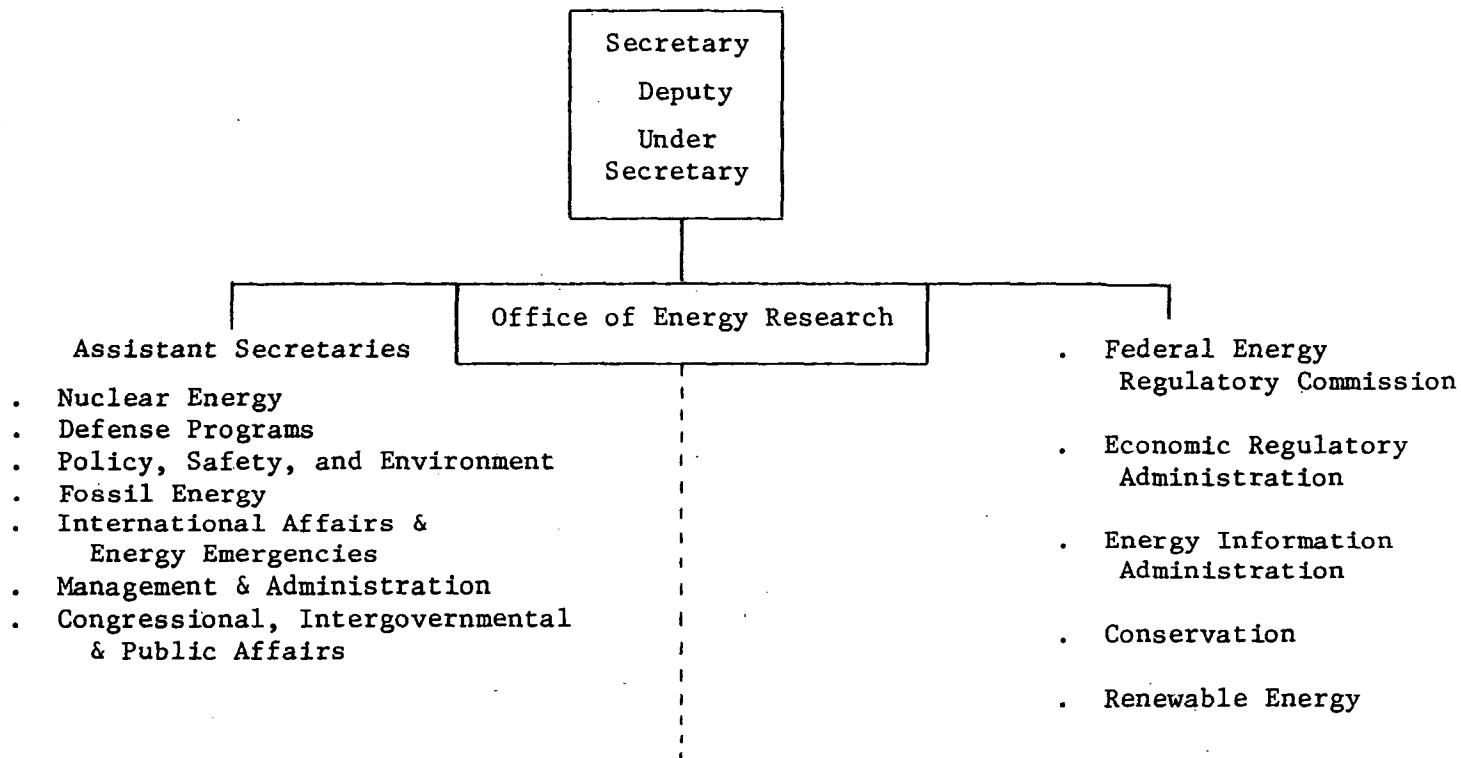 Secretary
Deputy
Under
Secretary
Office of Energy Research
Assistant Secretaries
. Nuclear Energy
. Defense Programs
. Policy, Safety, and Environment
. Fossil Energy
. International Affairs &
Energy Emergencies
. Management & Administration
. Congressional, Intergovernmental
& Public Affairs
. Federal Energy
Regulatory Commission
. Economic Regulatory
Administration
. Energy Information
Administration
. Conservation
. Renewable Energy